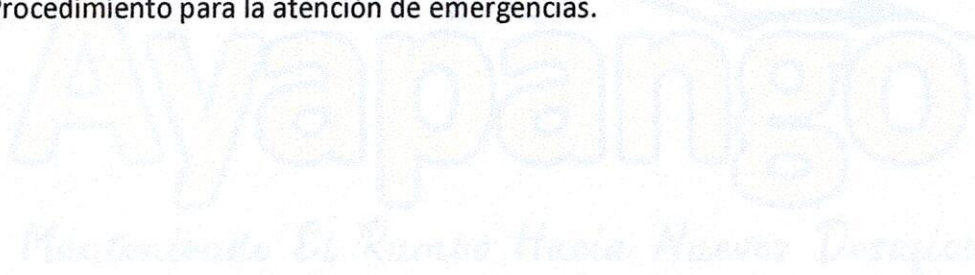 Procedimiento para la atención de emergencias.
Ayapango
Manteniendo El Rumbo Hacia Nuevos Desafíos